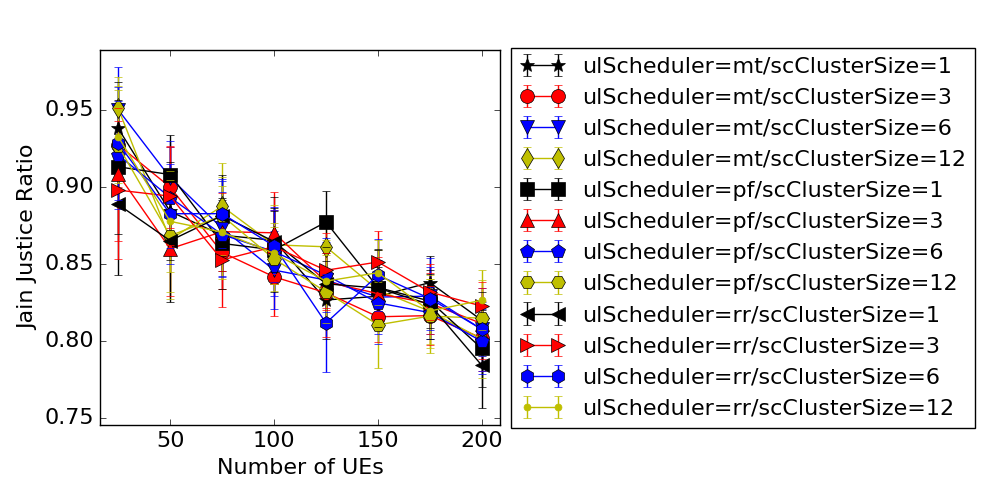 Jain Justice Ratio
0.95
0.90
0.85
0.80
0.75
50
100
150
200
Number of UEs
ulScheduler=mt/scClusterSize=1
ulScheduler=mt/scClusterSize=3
ulScheduler=mt/scClusterSize=6
ulScheduler=mt/scClusterSize=12
ulScheduler=pf/scClusterSize=1
ulScheduler=pf/scClusterSize=3
ulScheduler=pf/scClusterSize=6
ulScheduler=pf/scClusterSize=12
ulScheduler=rr/scClusterSize=1
ulScheduler=rr/scClusterSize=3
ulScheduler=rr/scClusterSize=6
ulScheduler=rr/scClusterSize=12